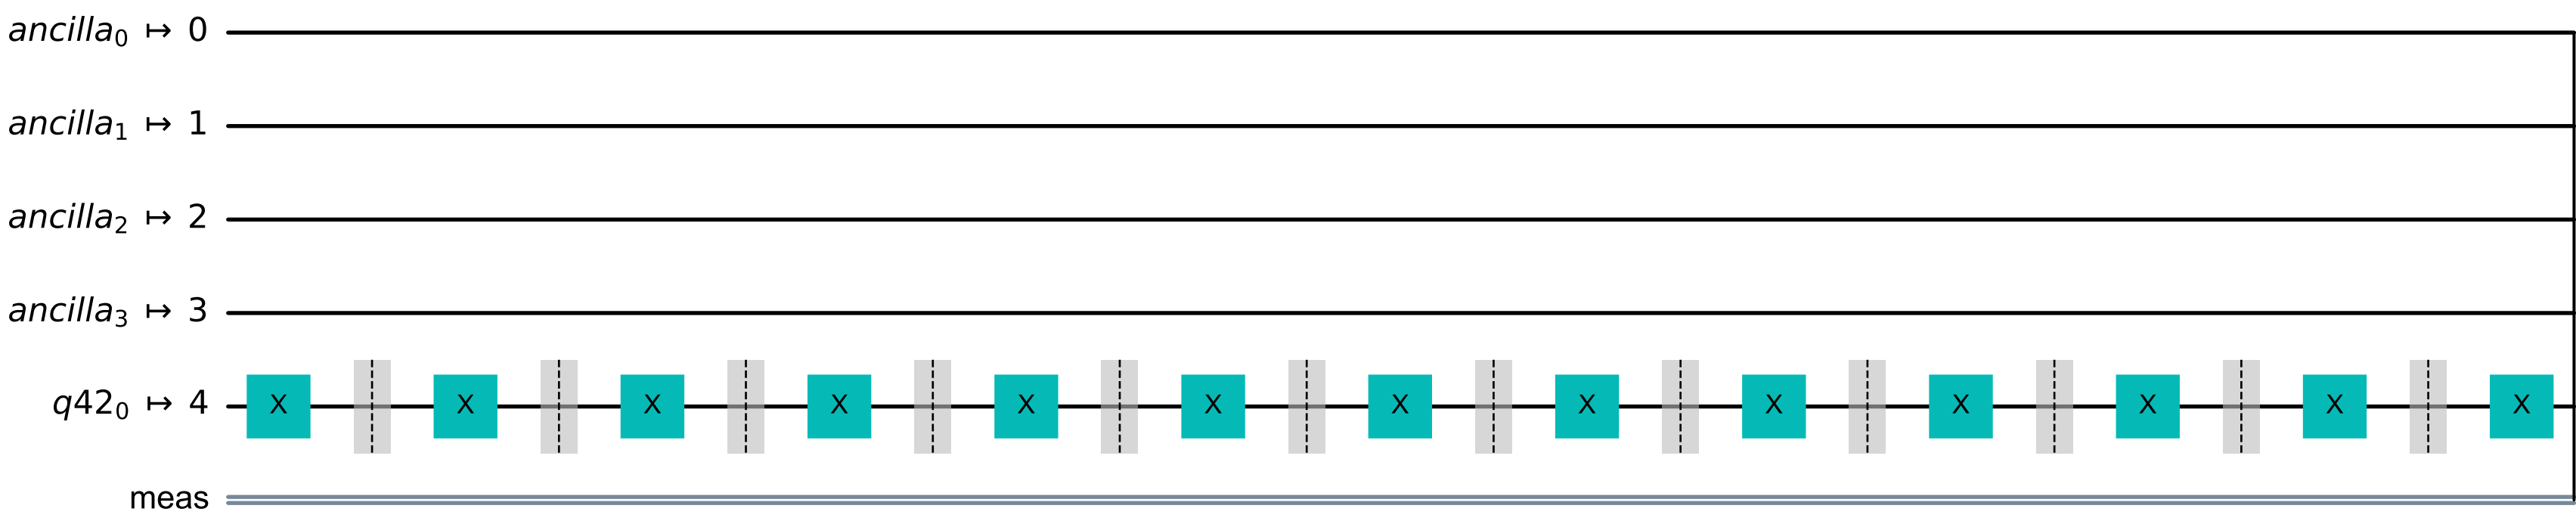 ancilla₀ ↦ 0
ancilla₁ ↦ 1
ancilla₂ ↦ 2
ancilla₃ ↦ 3
q42₀ ↦ 4 X X X X X X X X X X X X X
meas